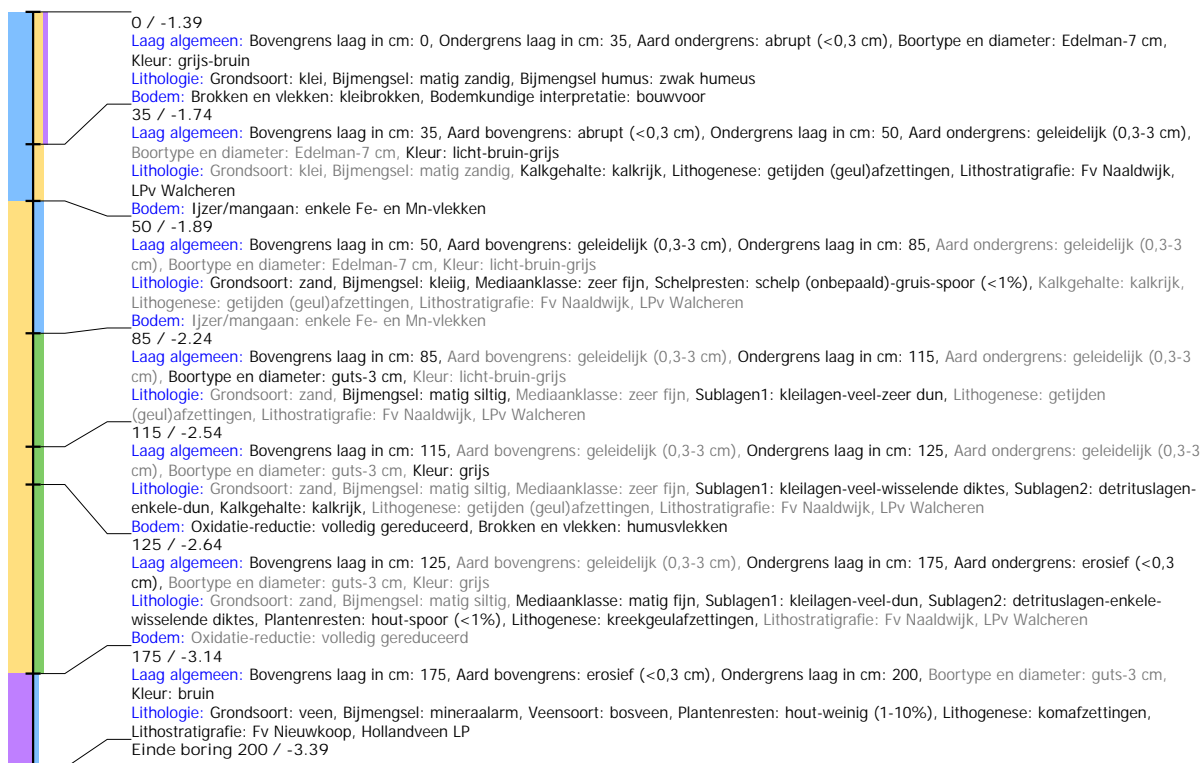 0 / -1.39
Laag algemeen: Bovengrens laag in cm: 0, Ondergrens laag in cm: 35, Aard ondergrens: abrupt (<0,3 cm), Boortype en diameter: Edelman-7 cm,
Kleur: grijs-bruin
Lithologie: Grondsoort: klei, Bijmengsel: matig zandig, Bijmengsel humus: zwak humeus
Bodem: Brokken en vlekken: kleibrokken, Bodemkundige interpretatie: bouwvoor
35 / -1.74
Laag algemeen: Bovengrens laag in cm: 35, Aard bovengrens: abrupt (<0,3 cm), Ondergrens laag in cm: 50, Aard ondergrens: geleidelijk (0,3-3 cm),
Boortype en diameter: Edelman-7 cm, Kleur: licht-bruin-grijs
Lithologie: Grondsoort: klei, Bijmengsel: matig zandig, Kalkgehalte: kalkrijk, Lithogenese: getijden (geul)afzettingen, Lithostratigrafie: Fv Naaldwijk,
LPv Walcheren
Bodem: Ijzer/mangaan: enkele Fe- en Mn-vlekken
50 / -1.89
Laag algemeen: Bovengrens laag in cm: 50, Aard bovengrens: geleidelijk (0,3-3 cm), Ondergrens laag in cm: 85, Aard ondergrens: geleidelijk (0,3-3
cm), Boortype en diameter: Edelman-7 cm, Kleur: licht-bruin-grijs
Lithologie: Grondsoort: zand, Bijmengsel: kleiig, Mediaanklasse: zeer fijn, Schelpresten: schelp (onbepaald)-gruis-spoor (<1%), Kalkgehalte: kalkrijk,
Lithogenese: getijden (geul)afzettingen, Lithostratigrafie: Fv Naaldwijk, LPv Walcheren
Bodem: Ijzer/mangaan: enkele Fe- en Mn-vlekken
85 / -2.24
Laag algemeen: Bovengrens laag in cm: 85, Aard bovengrens: geleidelijk (0,3-3 cm), Ondergrens laag in cm: 115, Aard ondergrens: geleidelijk (0,3-3
cm), Boortype en diameter: guts-3 cm, Kleur: licht-bruin-grijs
Lithologie: Grondsoort: zand, Bijmengsel: matig siltig, Mediaanklasse: zeer fijn, Sublagen1: kleilagen-veel-zeer dun, Lithogenese: getijden
(geul)afzettingen, Lithostratigrafie: Fv Naaldwijk, LPv Walcheren
115 / -2.54
Laag algemeen: Bovengrens laag in cm: 115, Aard bovengrens: geleidelijk (0,3-3 cm), Ondergrens laag in cm: 125, Aard ondergrens: geleidelijk (0,3-3
cm), Boortype en diameter: guts-3 cm, Kleur: grijs
Lithologie: Grondsoort: zand, Bijmengsel: matig siltig, Mediaanklasse: zeer fijn, Sublagen1: kleilagen-veel-wisselende diktes, Sublagen2: detrituslagen-
enkele-dun, Kalkgehalte: kalkrijk, Lithogenese: getijden (geul)afzettingen, Lithostratigrafie: Fv Naaldwijk, LPv Walcheren
Bodem: Oxidatie-reductie: volledig gereduceerd, Brokken en vlekken: humusvlekken
125 / -2.64
Laag algemeen: Bovengrens laag in cm: 125, Aard bovengrens: geleidelijk (0,3-3 cm), Ondergrens laag in cm: 175, Aard ondergrens: erosief (<0,3
cm), Boortype en diameter: guts-3 cm, Kleur: grijs
Lithologie: Grondsoort: zand, Bijmengsel: matig siltig, Mediaanklasse: matig fijn, Sublagen1: kleilagen-veel-dun, Sublagen2: detrituslagen-enkele-
wisselende diktes, Plantenresten: hout-spoor (<1%), Lithogenese: kreekgeulafzettingen, Lithostratigrafie: Fv Naaldwijk, LPv Walcheren
Bodem: Oxidatie-reductie: volledig gereduceerd
175 / -3.14
Laag algemeen: Bovengrens laag in cm: 175, Aard bovengrens: erosief (<0,3 cm), Ondergrens laag in cm: 200, Boortype en diameter: guts-3 cm,
Kleur: bruin
Lithologie: Grondsoort: veen, Bijmengsel: mineraalarm, Veensoort: bosveen, Plantenresten: hout-weinig (1-10%), Lithogenese: komafzettingen,
Lithostratigrafie: Fv Nieuwkoop, Hollandveen LP
Einde boring 200 / -3.39